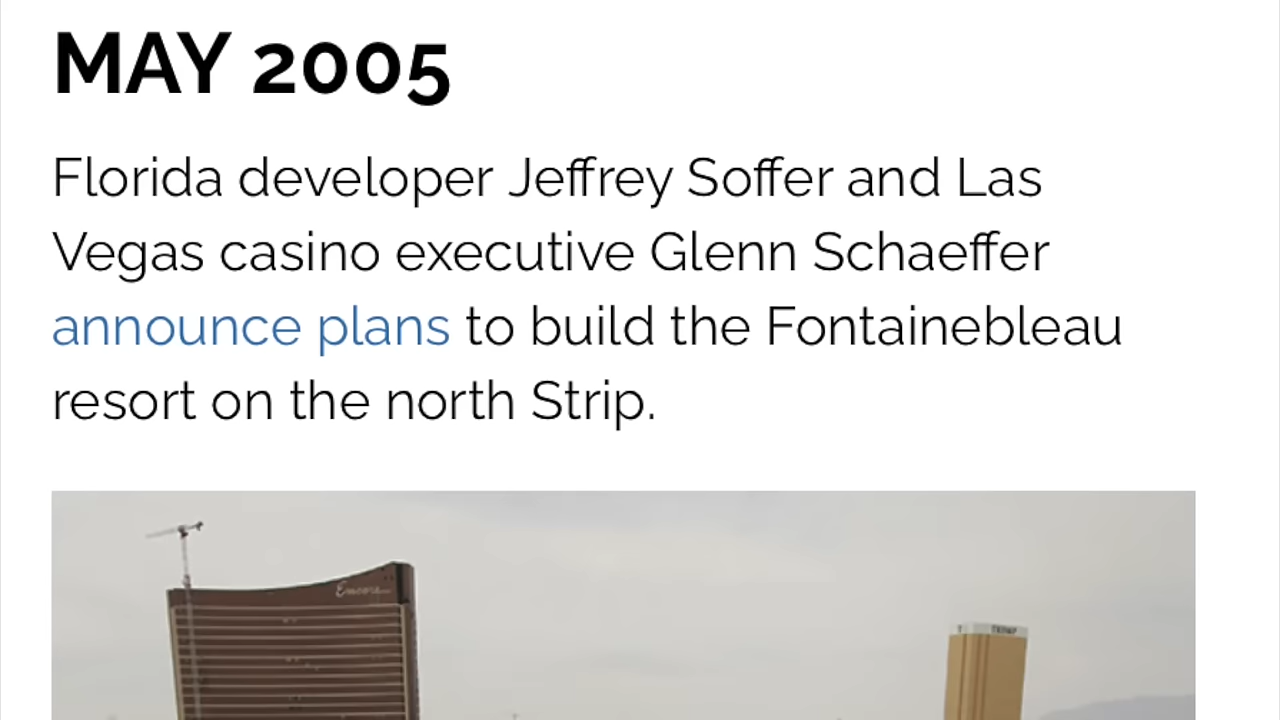 MAY 2005
Florida developer Jeffrey Soffer and Las
Vegas casino executive Glenn Schaeffer
announce plans to build the Fontainebleau
resort on the north Strip.
Encore
TRUMP